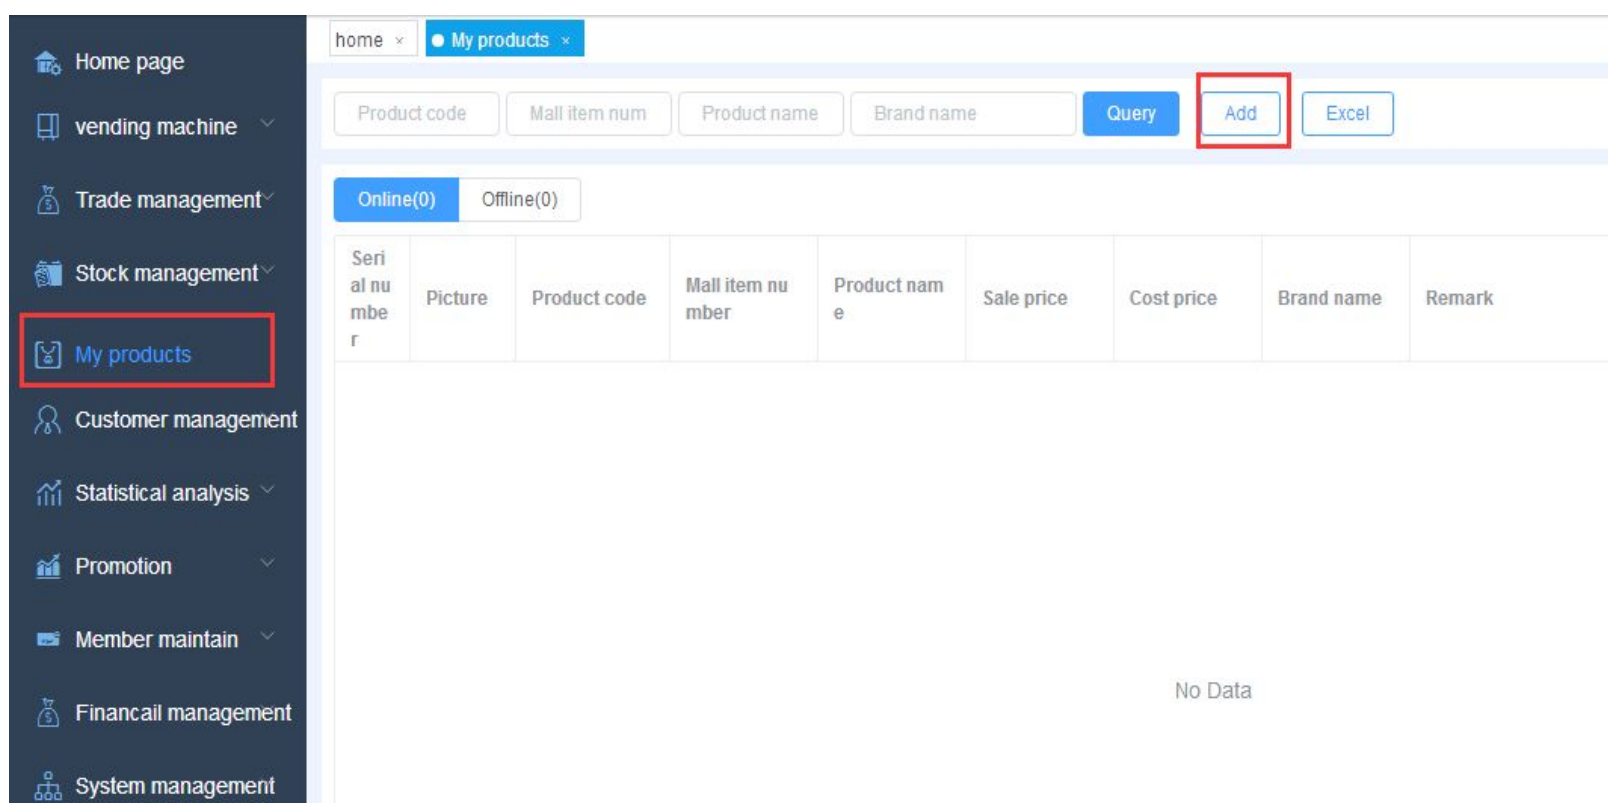 Home page
vending machine
Trade management
Stock management
My products
Customer management
Statistical analysis
Promotion
Member maintain
Financail management
System management
home × My products ×
Product code Mall item num Product name Brand name Query Add Excel
Online(0) Offline(0)
Seri
al nu
mbe
r
Picture
Product code
Mall item nu
mber
Product nam
e
Sale price
Cost price
Brand name
Remark
No Data